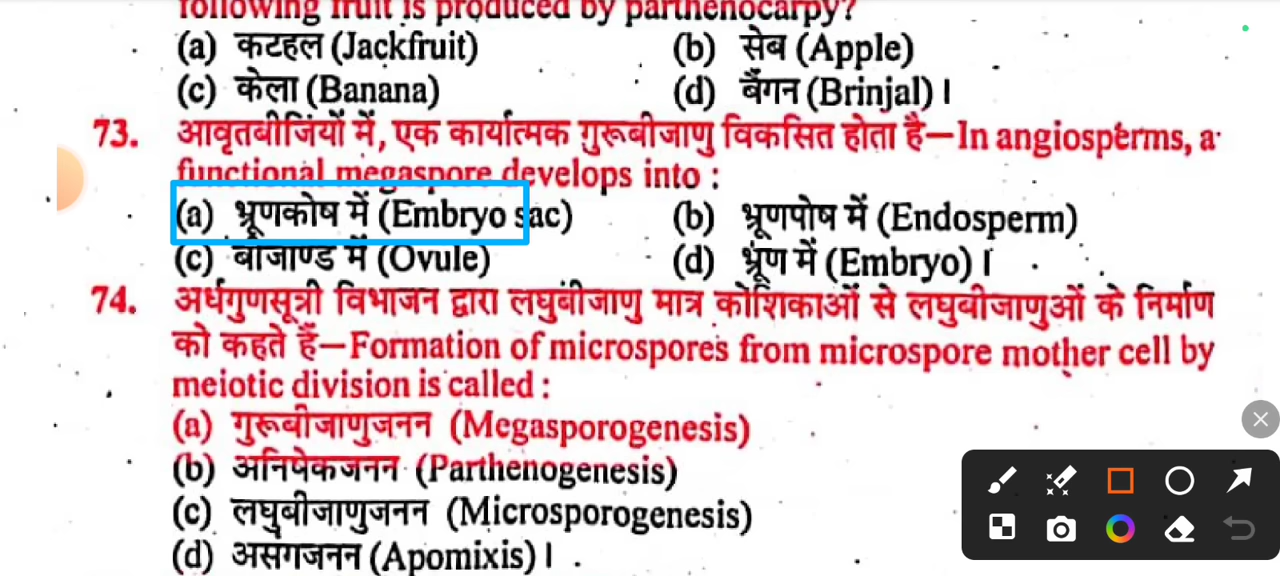 following fruit is produced by parthenocarpy?
(a) कटहल (Jackfruit) (b) सेब (Apple)
(c) केला (Banana) (d) बैंगन (Brinjal) ।
73. आवृतबीजियों में, एक कार्यात्मक गुरूबीजाणु विकसित होता है—In angiosperms, a
functional megaspore develops into :
(a) भ्रूणकोष में (Embryo sac) (b) भ्रूणपोष में (Endosperm)
(c) बीजाण्ड में (Ovule) (d) भ्रूंण में (Embryo) ।
74. अर्धगुणसूत्री विभाजन द्वारा लघुबीजाणु मात्र कोशिकाओं से लघुबीजाणुओं के निर्माण
को कहते हैं—Formation of microspores from microspore mother cell by
meiotic division is called :
(a) गुरूबीजाणुजनन (Megasporogenesis)
(b) अनिषेकजनन (Parthenogenesis)
(c) लघुबीजाणुजनन (Microsporogenesis)
(d) असंगजनन (Apomixis) ।